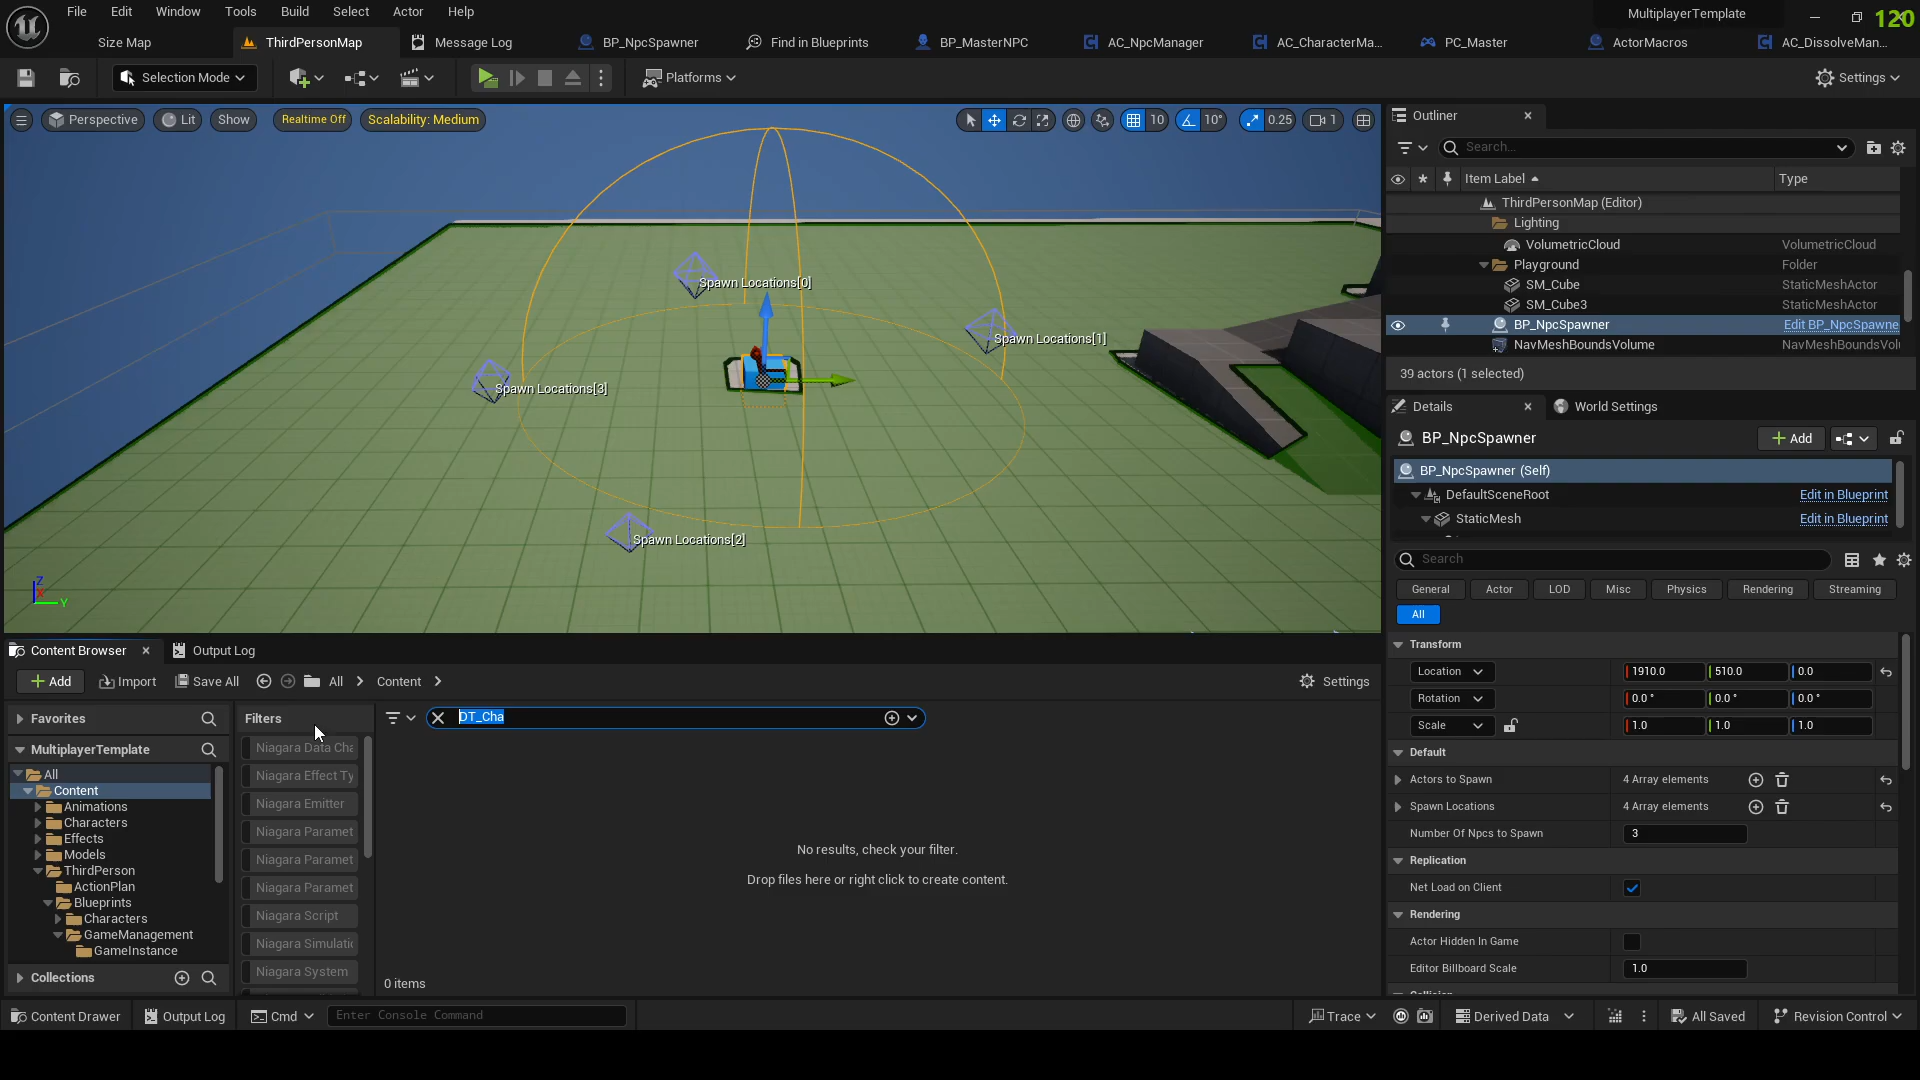 File Edit Window Tools Build Select Actor Help
MultiplayerTemplate
120
Size Map
ThirdPersonMap
Message Log
BP_NpcSpawner
Find in Blueprints
BP_MasterNPC
AC_NpcManager
AC_CharacterMa...
PC_Master
ActorMacros
AC_DissolveMan...
Selection Mode
Platforms
Settings
Perspective
Lit
Show
Realtime Off
Scalability: Medium
10
10°
0.25
1
Spawn Locations[0]
Spawn Locations[1]
Spawn Locations[3]
Spawn Locations[2]
Z
Y
Outliner
Search...
Item Label
Type
ThirdPersonMap (Editor)
Lighting
VolumetricCloud VolumetricCloud
Playground Folder
SM_Cube StaticMeshActor
SM_Cube3 StaticMeshActor
BP_NpcSpawner Edit BP_NpcSpawne
NavMeshBoundsVolume NavMeshBoundsVolu
39 actors (1 selected)
Details
World Settings
BP_NpcSpawner
Add
BP_NpcSpawner (Self)
DefaultSceneRoot Edit in Blueprint
StaticMesh Edit in Blueprint
Search
General Actor LOD Misc Physics Rendering Streaming
All
Transform
Location 1910.0 510.0 0.0
Rotation 0.0 ° 0.0 ° 0.0 °
Scale 1.0 1.0 1.0
Default
Actors to Spawn 4 Array elements
Spawn Locations 4 Array elements
Number Of Npcs to Spawn 3
Replication
Net Load on Client
Rendering
Actor Hidden In Game
Editor Billboard Scale 1.0
Collision
Content Browser
Output Log
Add
Import
Save All
All
Content
Settings
Favorites
MultiplayerTemplate
All
Content
Animations
Characters
Effects
Models
ThirdPerson
ActionPlan
Blueprints
Characters
GameManagement
GameInstance
Collections
Filters
Niagara Data Cha
Niagara Effect Ty
Niagara Emitter
Niagara Paramet
Niagara Paramet
Niagara Paramet
Niagara Script
Niagara Simulatio
Niagara System
DT_Cha
No results, check your filter.
Drop files here or right click to create content.
0 items
Content Drawer
Output Log
Cmd
Enter Console Command
Trace
Derived Data
All Saved
Revision Control